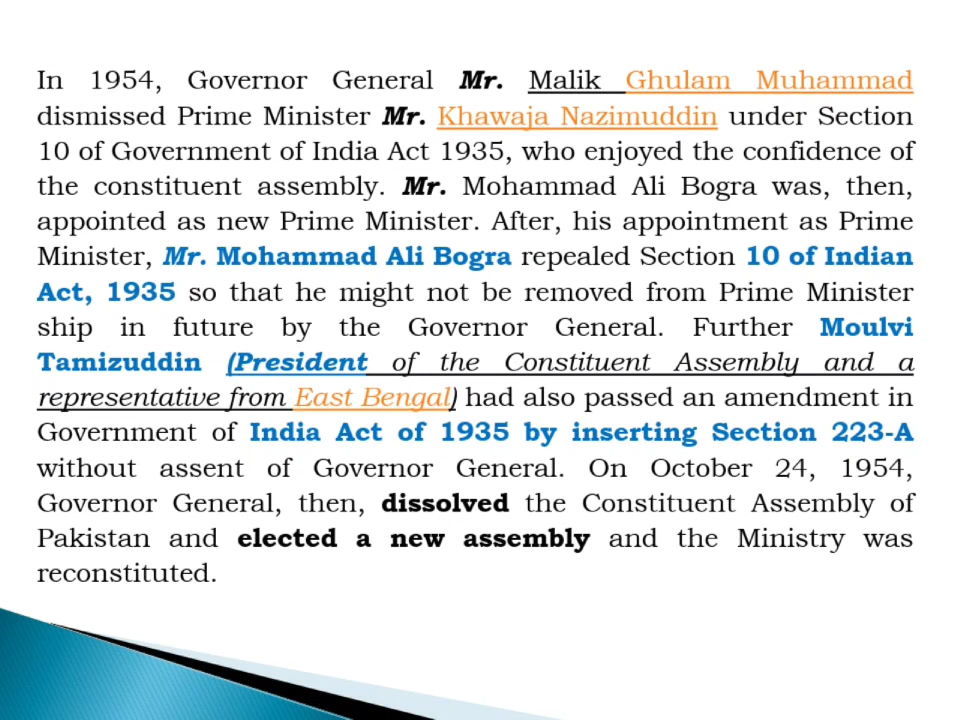 In 1954, Governor General Mr. Malik Ghulam Muhammad
dismissed Prime Minister Mr. Khawaja Nazimuddin under Section
10 of Government of India Act 1935, who enjoyed the confidence of
the constituent assembly. Mr. Mohammad Ali Bogra was, then,
appointed as new Prime Minister. After, his appointment as Prime
Minister, Mr. Mohammad Ali Bogra repealed Section 10 of Indian
Act, 1935 so that he might not be removed from Prime Minister
ship in future by the Governor General. Further Moulvi
Tamizuddin (President of the Constituent Assembly and a
representative from East Bengal) had also passed an amendment in
Government of India Act of 1935 by inserting Section 223-A
without assent of Governor General. On October 24, 1954,
Governor General, then, dissolved the Constituent Assembly of
Pakistan and elected a new assembly and the Ministry was
reconstituted.